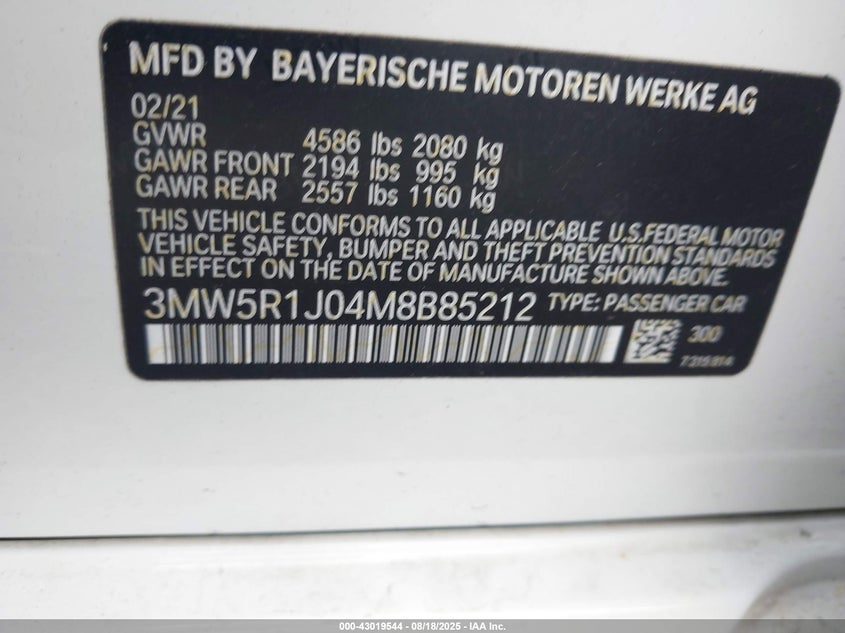 MFD BY BAYERISCHE MOTOREN WERKE AG
02/21
GVWR 4586 lbs 2080 kg
GAWR FRONT 2194 lbs 995 kg
GAWR REAR 2557 lbs 1160 kg
THIS VEHICLE CONFORMS TO ALL APPLICABLE U.S.FEDERAL MOTOR
VEHICLE SAFETY, BUMPER AND THEFT PREVENTION STANDARDS
IN EFFECT ON THE DATE OF MANUFACTURE SHOWN ABOVE.
3MW5R1J04M8B85212 TYPE: PASSENGER CAR
300
7315814
000-43019544 - 08/18/2025 - IAA Inc.